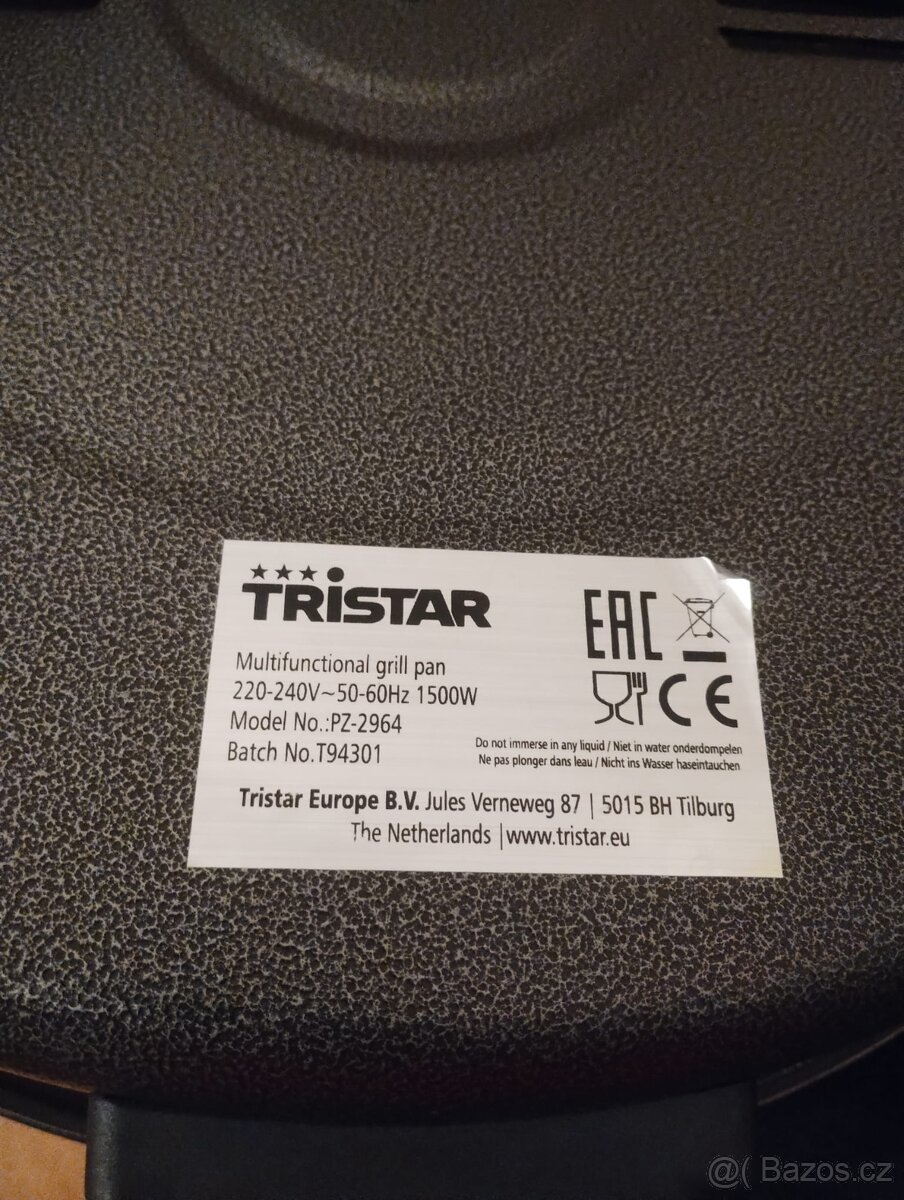 TRiSTAR
Multifunctional grill pan
220-240V~50-60Hz 1500W
Model No.:PZ-2964
Batch No.T94301
EAC
CE
Do not immerse in any liquid / Niet in water onderdompelen
Ne pas plonger dans leau / Nicht ins Wasser haseintauchen
Tristar Europe B.V. Jules Verneweg 87 | 5015 BH Tilburg
The Netherlands | www.tristar.eu
@( Bazos.cz